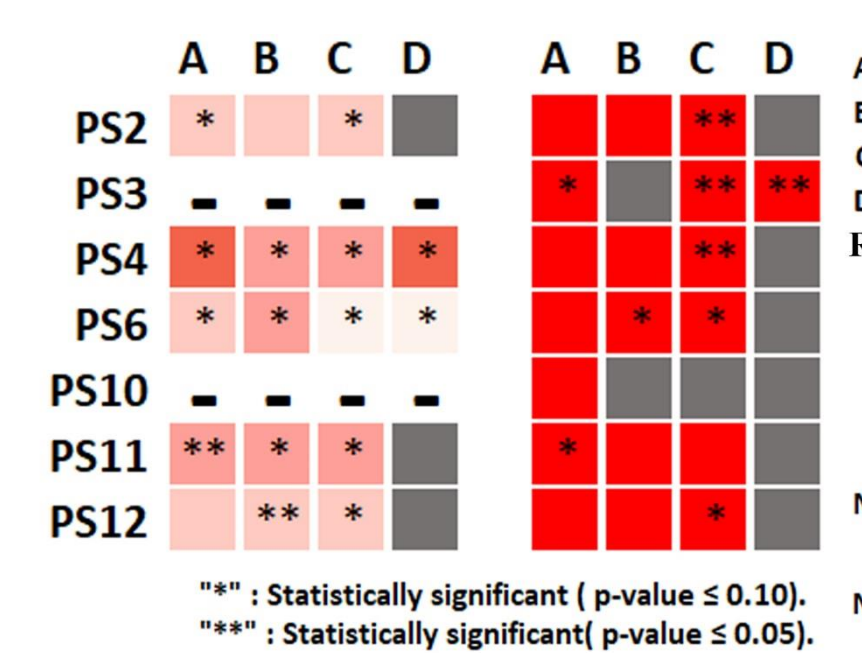 A B C D A B C D
PS2 * * **
PS3 - - - - * ** **
PS4 * * * * **
PS6 * * * * * *
PS10 - - - -
PS11 ** * * *
PS12 ** * *
"*" : Statistically significant ( p-value ≤ 0.10).
"**" : Statistically significant( p-value ≤ 0.05).